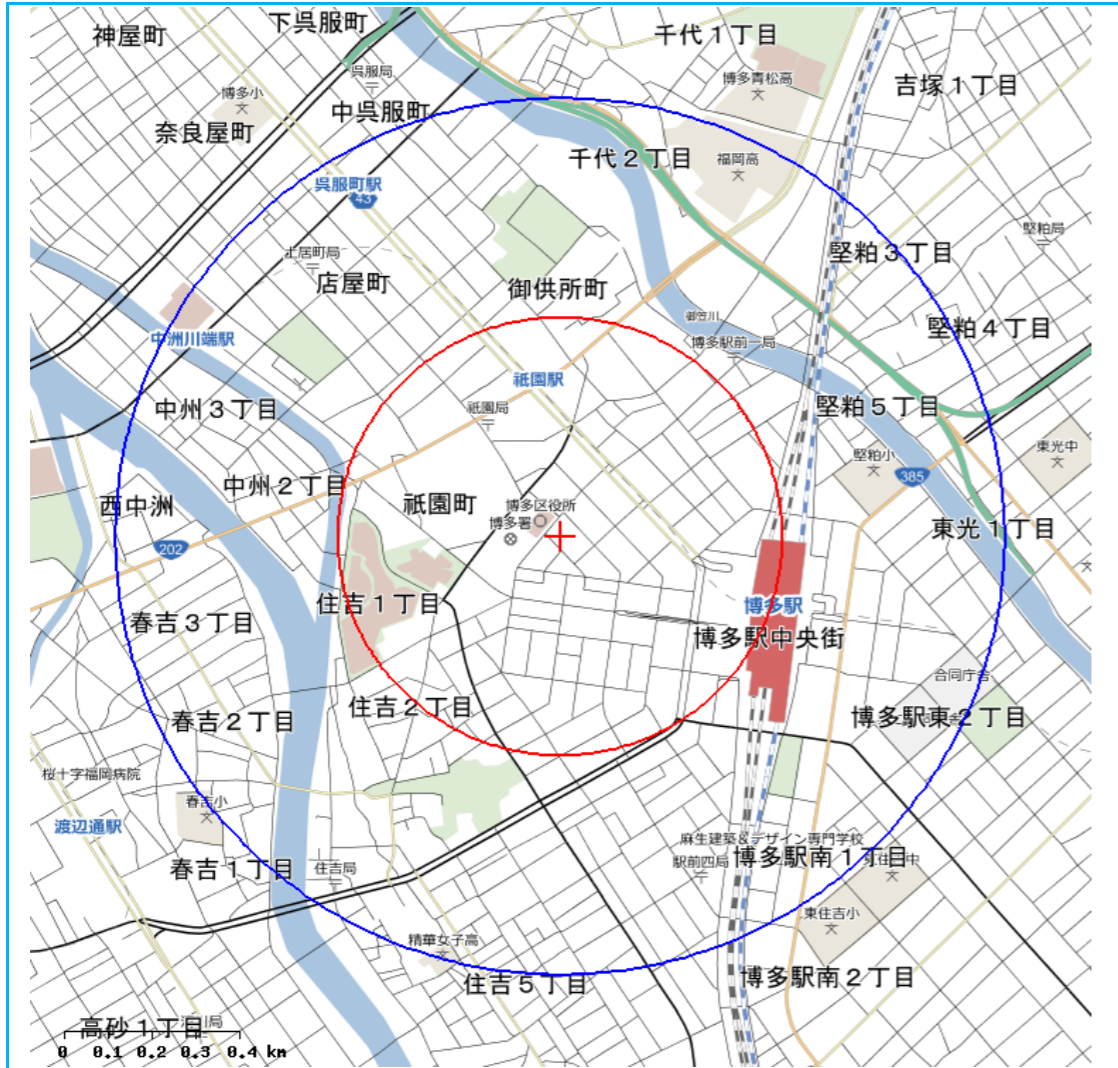 下呉服町
神屋町
千代1丁目
呉服局
博多青松高
吉塚1丁目
博多小
中呉服町
奈良屋町
千代2丁目
福岡高
呉服町駅
43
堅粕局
土居町局
堅粕3丁目
店屋町
御供所町
御笠川
堅粕4丁目
中洲川端駅
博多駅前一局
祇園駅
中州3丁目
祇園局
堅粕5丁目
東光中
堅粕小
385
中州2丁目
西中洲
祇園町
博多区役所
博多署
東光1丁目
202
住吉1丁目
博多駅
春吉3丁目
博多駅中央街
合同庁舎
住吉2丁目
春吉2丁目
博多駅東2丁目
桜十字福岡病院
春吉小
渡辺通駅
麻生建築&デザイン専門学校
春吉1丁目
住吉局
駅前四局
博多駅南1丁目
中
東住吉小
精華女子高
住吉5丁目
博多駅南2丁目
高砂1丁目
局
0 0.1 0.2 0.3 0.4 km